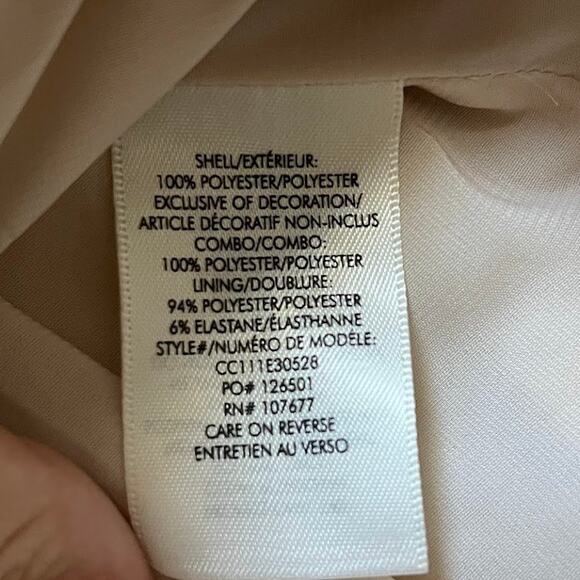 SHELL/EXTÉRIEUR:
100% POLYESTER/POLYESTER
EXCLUSIVE OF DECORATION/
ARTICLE DÉCORATIF NON-INCLUS
COMBO/COMBO:
100% POLYESTER/POLYESTER
LINING/DOUBLURE:
94% POLYESTER/POLYESTER
6% ELASTANE/ÉLASTHANNE
STYLE#/NUMÉRO DE MODÈLE:
CC111E30528
PO# 126501
RN# 107677
CARE ON REVERSE
ENTRETIEN AU VERSO